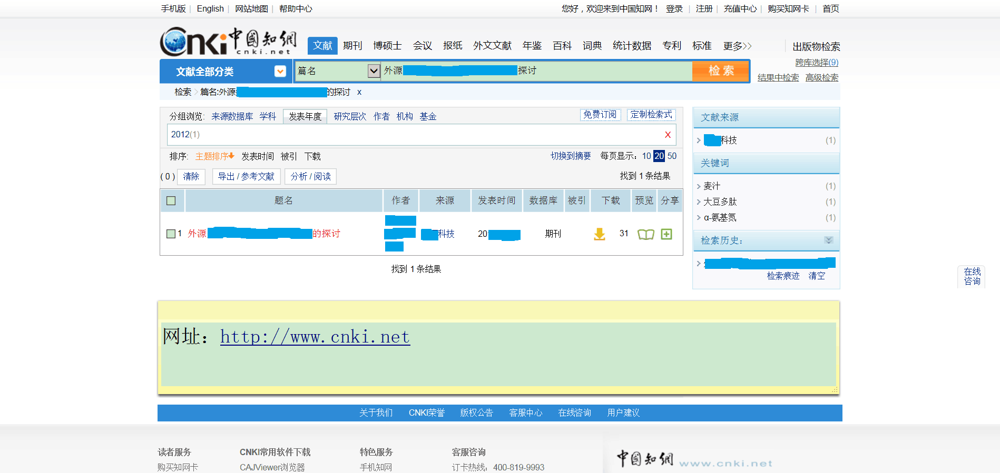 手机版 | English | 网站地图 | 帮助中心 您好，欢迎来到中国知网！ 登录 | 注册 | 充值中心 | 购买知网卡 | 首页
Cnki 中國知網
cnki.net
文献 期刊 博硕士 会议 报纸 外文文献 年鉴 百科 词典 统计数据 专利 标准 更多>> 出版物检索
文献全部分类 篇名 外源 探讨 检索
跨库选择(9)
结果中检索 高级检索
检索 > 篇名:外源 的探讨 x
分组浏览: 来源数据库 学科 发表年度 研究层次 作者 机构 基金 免费订阅 定制检索式
2012(1) X
排序: 主题排序 发表时间 被引 下载 切换到摘要 每页显示: 10 20 50
( 0 ) 清除 导出 / 参考文献 分析 / 阅读 找到 1 条结果
题名 作者 来源 发表时间 数据库 被引 下载 预览 分享
1 外源 的探讨 科技 20 期刊 31
找到 1 条结果
文献来源
科技 (1)
关键词
麦汁 (1)
大豆多肽 (1)
α-氨基氮 (1)
检索历史:
检索痕迹 清空
在线
咨询
网址：http://www.cnki.net
关于我们 CNKI荣誉 版权公告 客服中心 在线咨询 用户建议
读者服务 CNKI常用软件下载 特色服务 客服咨询
购买知网卡 CAJViewer浏览器 手机知网 订卡热线：400-819-9993
中國知網 www.cnki.net